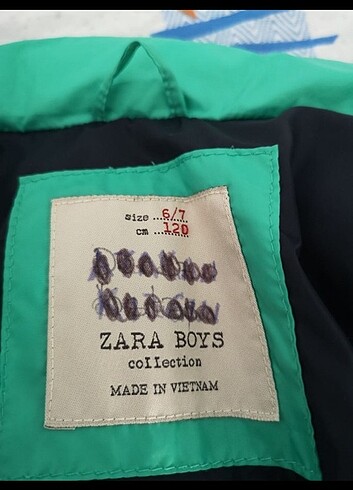 size ...6/7
cm ...120
ZARA BOYS
collection
MADE IN VIETNAM